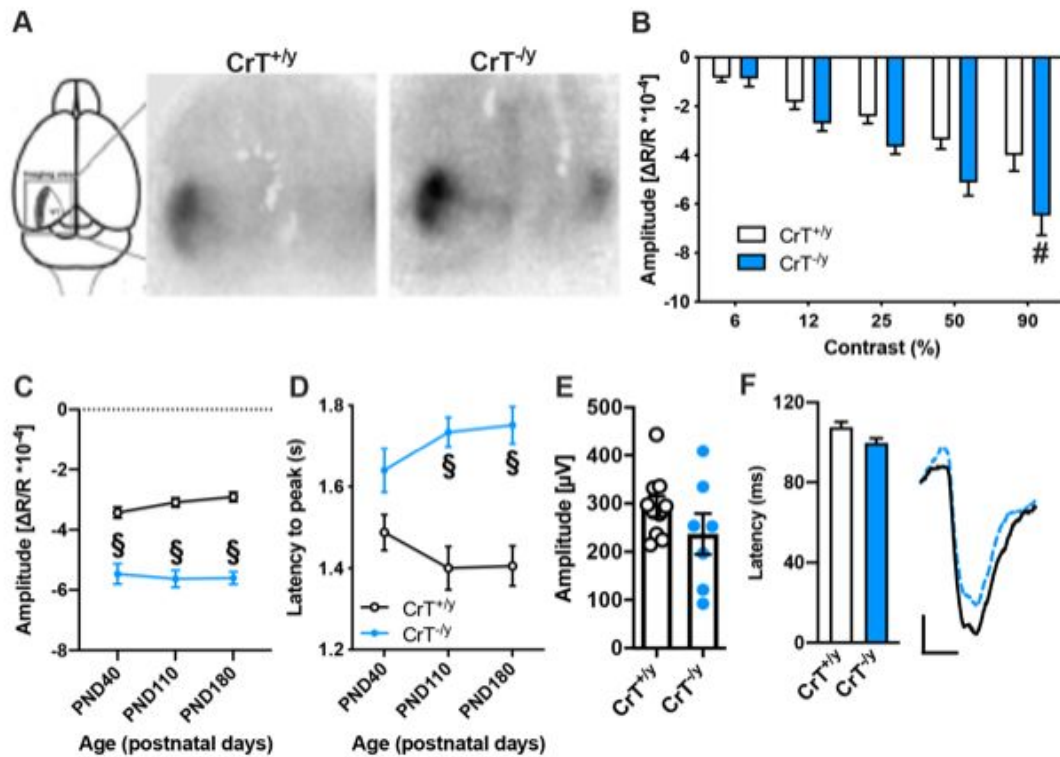 A
CrT+/y
CrT-/y
B
Amplitude [ΔR/R *10-4)
0
-2
-4
-6
-8
-10
CrT+/y
CrT-/y
#
6 12 25 50 90
Contrast (%)
C
Amplitude [ΔR/R *10-4)
0
-2
-4
-6
-8
§ § §
PND40 PND110 PND180
Age (postnatal days)
D
Latency to peak (s)
1.8
1.6
1.4
1.2
§ §
CrT+/y
CrT-/y
PND40 PND110 PND180
Age (postnatal days)
E
Amplitude [µV)
500
400
300
200
100
0
CrT+/y CrT-/y
F
Latency (ms)
120
80
40
0
CrT+/y CrT-/y